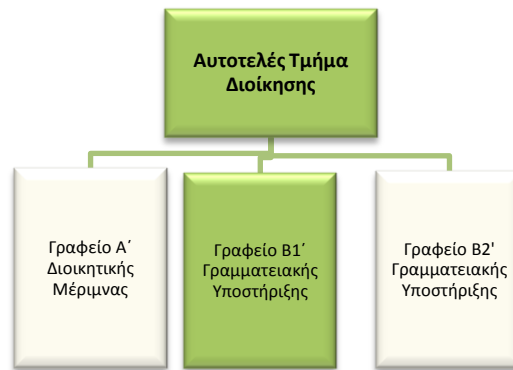 Αυτοτελές Τμήμα
Διοίκησης
Γραφείο Α΄
Διοικητικής
Μέριμνας
Γραφείο Β1΄
Γραμματειακής
Υποστήριξης
Γραφείο Β2'
Γραμματειακής
Υποστήριξης